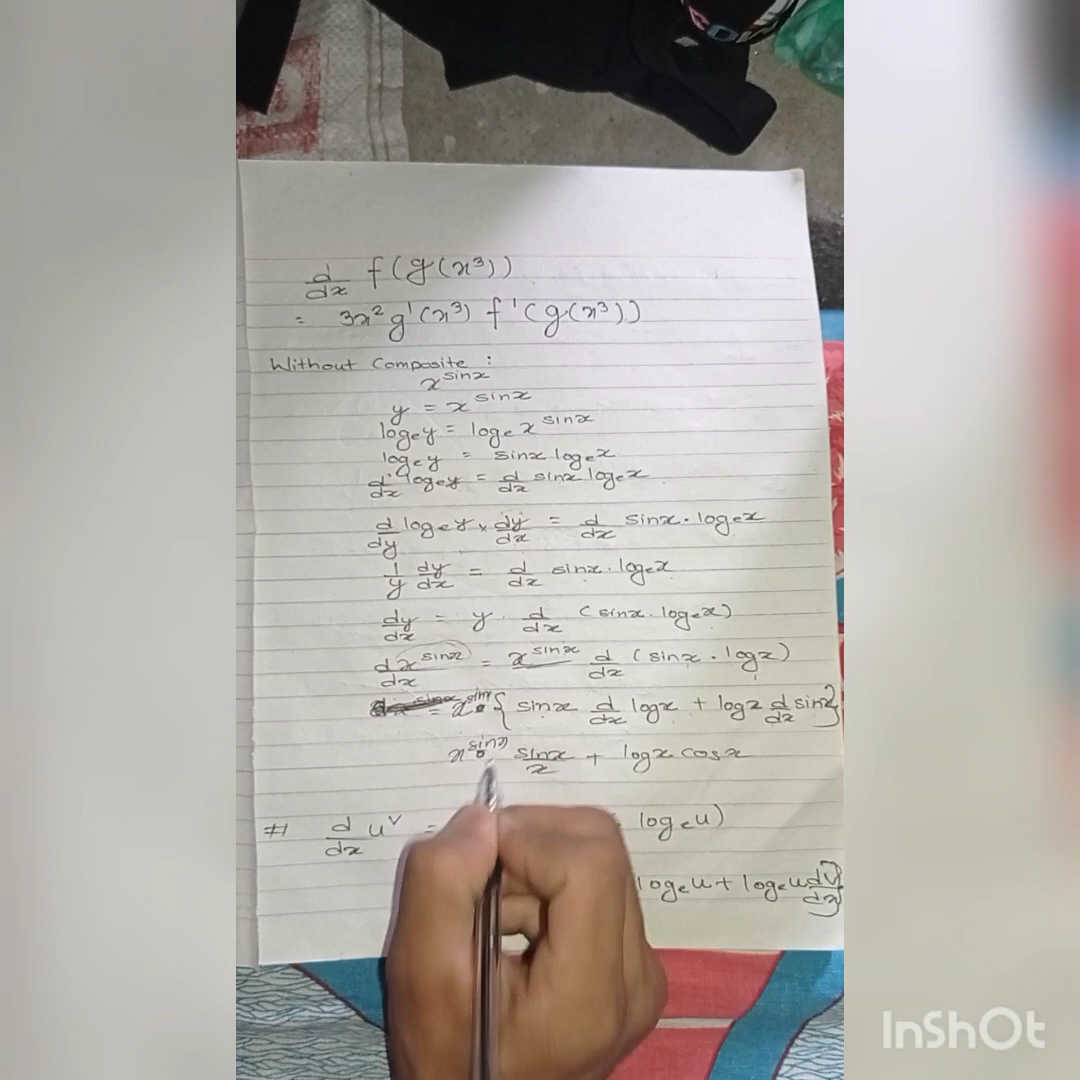 d/dx f(g(x³))
= 3x² g'(x³) f'(g(x³))
Without Composite :
x^sinx
y = x^sinx
logₑy = logₑ x^sinx
logₑy = sinx logₑx
d/dx logₑy = d/dx sinx logₑx
d/dy logₑy × dy/dx = d/dx sinx · logₑx
1/y dy/dx = d/dx sinx · logₑx
dy/dx = y · d/dx (sinx · logₑx)
dx^sinx/dx = x^sinx d/dx (sinx · logx)
= x^sinx { sinx d/dx logx + logx d/dx sinx}
x^sinx sinx/x + logx cosx
# d/dx u^v = logₑu)
logₑu + logₑu dv/dx}
InShOt